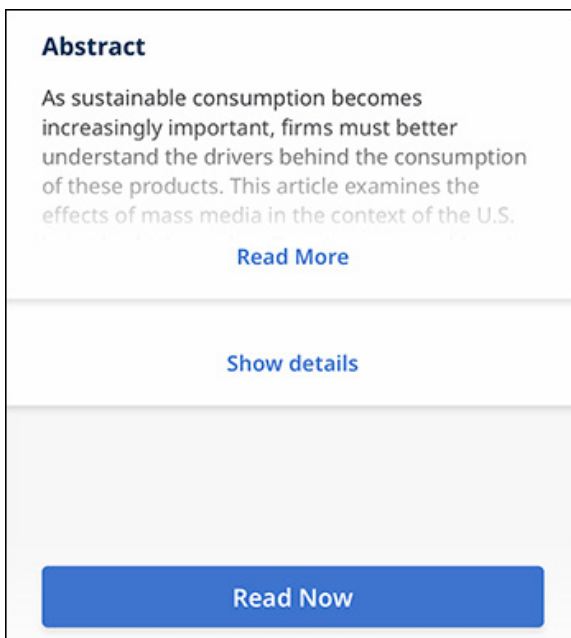 Abstract
As sustainable consumption becomes
increasingly important, firms must better
understand the drivers behind the consumption
of these products. This article examines the
effects of mass media in the context of the U.S.
Read More
Show details
Read Now